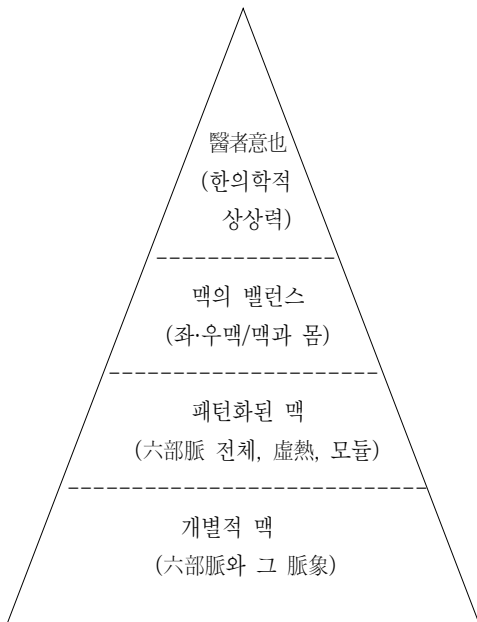 醫者意也
(한의학적
상상력)
맥의 밸런스
(좌·우맥/맥과 몸)
패턴화된 맥
(六部脈 전체, 虛熱, 모듈)
개별적 맥
(六部脈와 그 脈象)